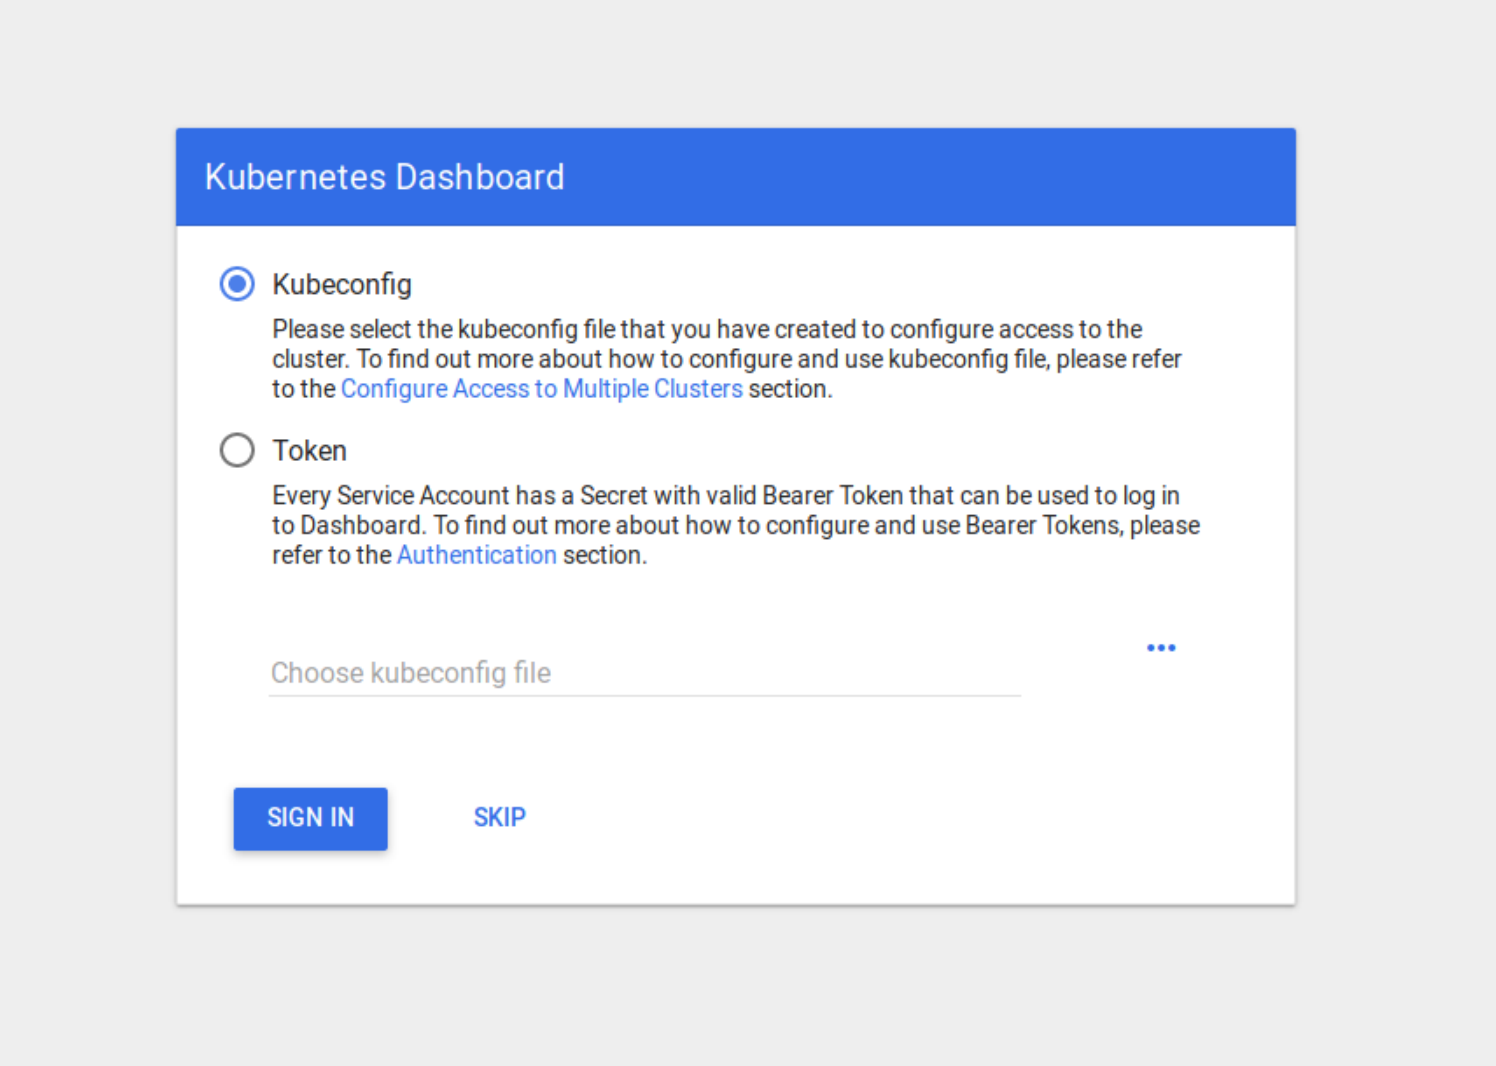 Kubernetes Dashboard
Kubeconfig
Please select the kubeconfig file that you have created to configure access to the
cluster. To find out more about how to configure and use kubeconfig file, please refer
to the Configure Access to Multiple Clusters section.
Token
Every Service Account has a Secret with valid Bearer Token that can be used to log in
to Dashboard. To find out more about how to configure and use Bearer Tokens, please
refer to the Authentication section.
Choose kubeconfig file
SIGN IN SKIP